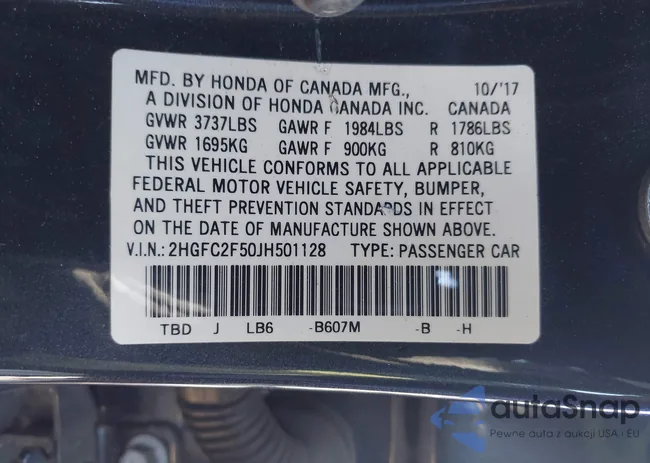 MFD. BY HONDA OF CANADA MFG., 10/'17
A DIVISION OF HONDA CANADA INC. CANADA
GVWR 3737LBS GAWR F 1984LBS R 1786LBS
GVWR 1695KG GAWR F 900KG R 810KG
THIS VEHICLE CONFORMS TO ALL APPLICABLE
FEDERAL MOTOR VEHICLE SAFETY, BUMPER,
AND THEFT PREVENTION STANDARDS IN EFFECT
ON THE DATE OF MANUFACTURE SHOWN ABOVE.
V.I.N.: 2HGFC2F50JH501128 TYPE: PASSENGER CAR
TBD J LB6 -B607M -B -H
autaSnap
Pewne auta z aukcji USA i EU